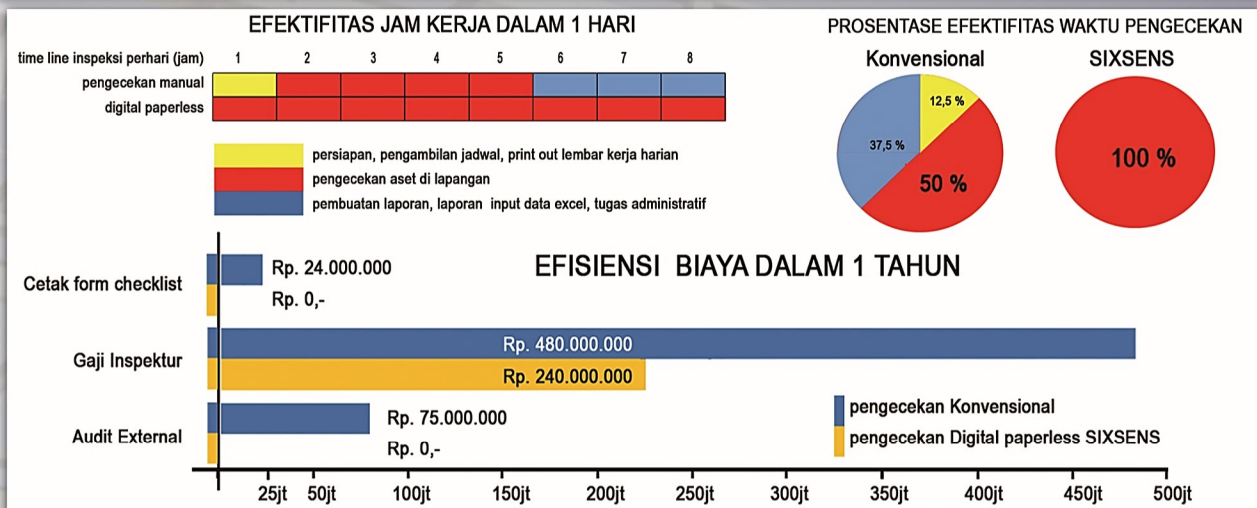 EFEKTIFITAS JAM KERJA DALAM 1 HARI
time line inspeksi perhari (jam) 1 2 3 4 5 6 7 8
pengecekan manual
digital paperless
persiapan, pengambilan jadwal, print out lembar kerja harian
pengecekan aset di lapangan
pembuatan laporan, laporan input data excel, tugas administratif
PROSENTASE EFEKTIFITAS WAKTU PENGECEKAN
Konvensional
12,5 %
37,5 %
50 %
SIXSENS
100 %
EFISIENSI BIAYA DALAM 1 TAHUN
Cetak form checklist
Rp. 24.000.000
Rp. 0,-
Gaji Inspektur
Rp. 480.000.000
Rp. 240.000.000
Audit External
Rp. 75.000.000
Rp. 0,-
pengecekan Konvensional
pengecekan Digital paperless SIXSENS
25jt 50jt 100jt 150jt 200jt 250jt 300jt 350jt 400jt 450jt 500jt